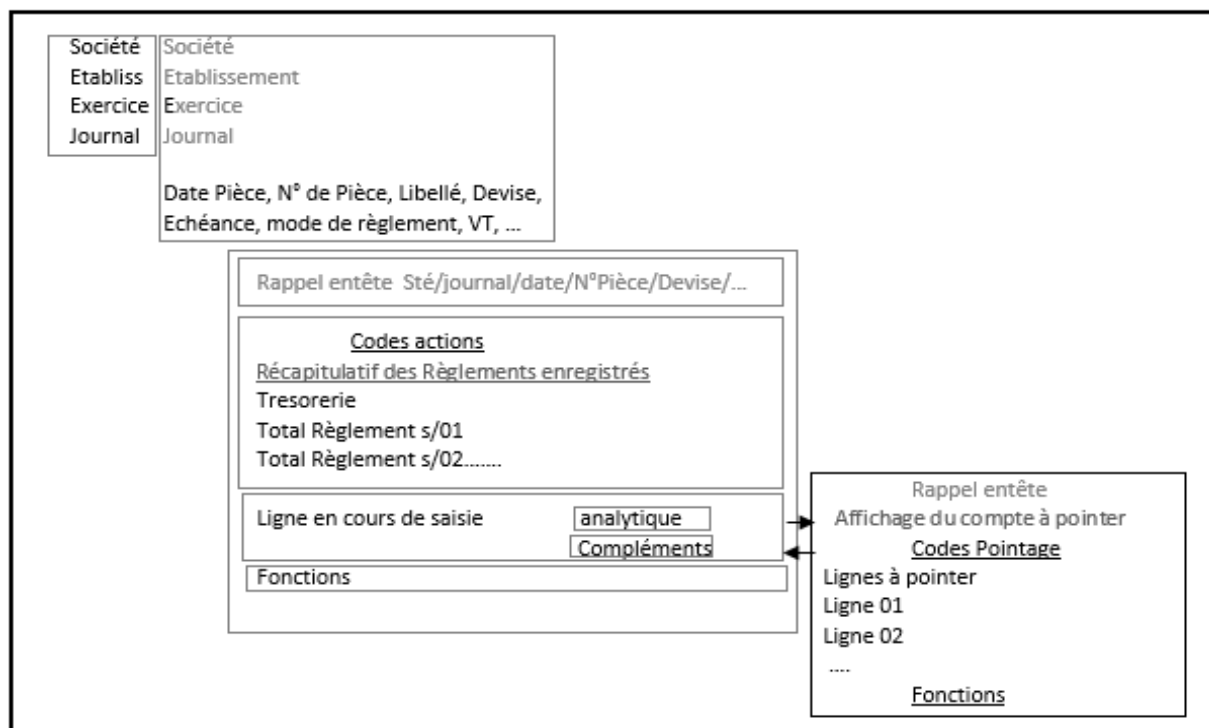 Société Société
Etabliss Etablissement
Exercice Exercice
Journal Journal
Date Pièce, N° de Pièce, Libellé, Devise,
Echéance, mode de règlement, VT, ...
Rappel entête Sté/journal/date/N°Pièce/Devise/...
Codes actions
Récapitulatif des Règlements enregistrés
Tresorerie
Total Règlement s/01
Total Règlement s/02.......
Ligne en cours de saisie analytique
Compléments
Fonctions
Rappel entête
Affichage du compte à pointer
Codes Pointage
Lignes à pointer
Ligne 01
Ligne 02
....
Fonctions